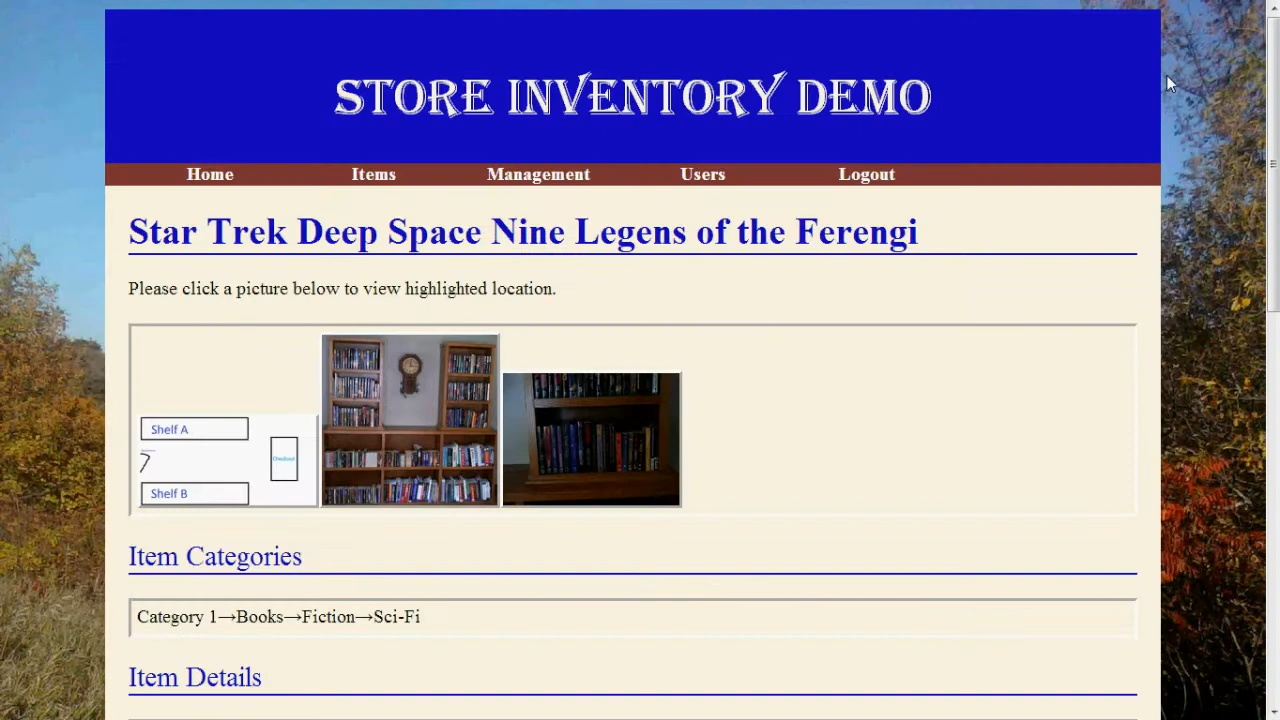 STORE INVENTORY DEMO
Home Items Management Users Logout
Star Trek Deep Space Nine Legens of the Ferengi
Please click a picture below to view highlighted location.
Shelf A
Checkout
Shelf B
Item Categories
Category 1→Books→Fiction→Sci-Fi
Item Details